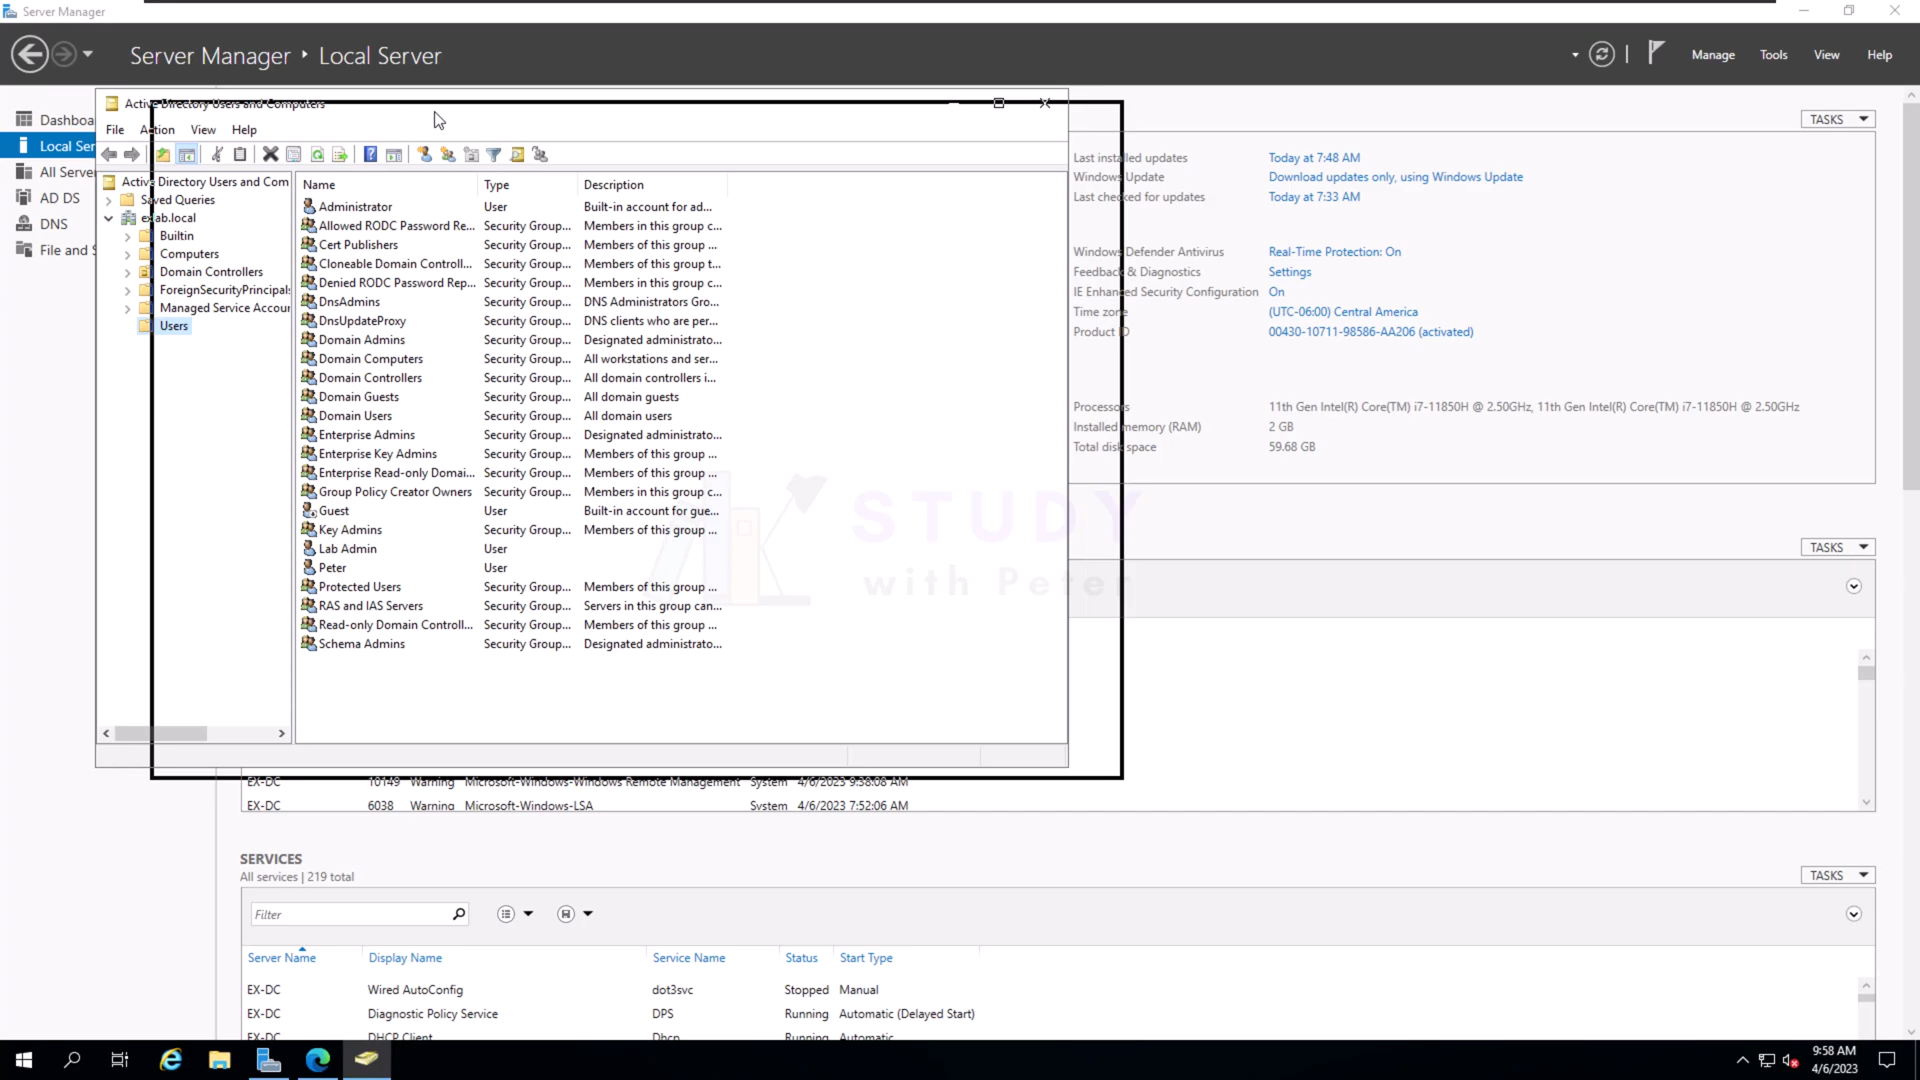 Server Manager
Server Manager ‣ Local Server
Manage Tools View Help
Active Directory Users and Computers
File Action View Help
Dashboa
Local Ser
All Server
AD DS
DNS
File and S
Active Directory Users and Com
Saved Queries
exlab.local
Builtin
Computers
Domain Controllers
ForeignSecurityPrincipals
Managed Service Accoun
Users
Name Type Description
Administrator User Built-in account for ad...
Allowed RODC Password Re... Security Group... Members in this group c...
Cert Publishers Security Group... Members of this group ...
Cloneable Domain Controll... Security Group... Members of this group t...
Denied RODC Password Rep... Security Group... Members in this group c...
DnsAdmins Security Group... DNS Administrators Gro...
DnsUpdateProxy Security Group... DNS clients who are per...
Domain Admins Security Group... Designated administrato...
Domain Computers Security Group... All workstations and ser...
Domain Controllers Security Group... All domain controllers i...
Domain Guests Security Group... All domain guests
Domain Users Security Group... All domain users
Enterprise Admins Security Group... Designated administrato...
Enterprise Key Admins Security Group... Members of this group ...
Enterprise Read-only Domai... Security Group... Members of this group ...
Group Policy Creator Owners Security Group... Members in this group c...
Guest User Built-in account for gue...
Key Admins Security Group... Members of this group ...
Lab Admin User
Peter User
Protected Users Security Group... Members of this group ...
RAS and IAS Servers Security Group... Servers in this group can...
Read-only Domain Controll... Security Group... Members of this group ...
Schema Admins Security Group... Designated administrato...
TASKS
Last installed updates Today at 7:48 AM
Windows Update Download updates only, using Windows Update
Last checked for updates Today at 7:33 AM
Windows Defender Antivirus Real-Time Protection: On
Feedback & Diagnostics Settings
IE Enhanced Security Configuration On
Time zone (UTC-06:00) Central America
Product ID 00430-10711-98586-AA206 (activated)
Processors 11th Gen Intel(R) Core(TM) i7-11850H @ 2.50GHz, 11th Gen Intel(R) Core(TM) i7-11850H @ 2.50GHz
Installed memory (RAM) 2 GB
Total disk space 59.68 GB
STUDY
with Peter
TASKS
EX-DC 10149 Warning Microsoft-Windows-Windows Remote Management System 4/6/2023 9:38:08 AM
EX-DC 6038 Warning Microsoft-Windows-LSA System 4/6/2023 7:52:06 AM
SERVICES
All services | 219 total
TASKS
Filter
Server Name Display Name Service Name Status Start Type
EX-DC Wired AutoConfig dot3svc Stopped Manual
EX-DC Diagnostic Policy Service DPS Running Automatic (Delayed Start)
EX-DC DHCP Client Dhcp Running Automatic
9:58 AM
4/6/2023